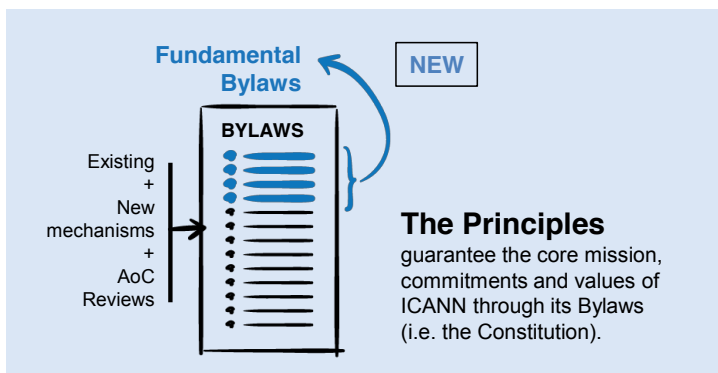 Fundamental
Bylaws
NEW
BYLAWS
Existing
+
New
mechanisms
+
AoC
Reviews
The Principles
guarantee the core mission,
commitments and values of
ICANN through its Bylaws
(i.e. the Constitution).